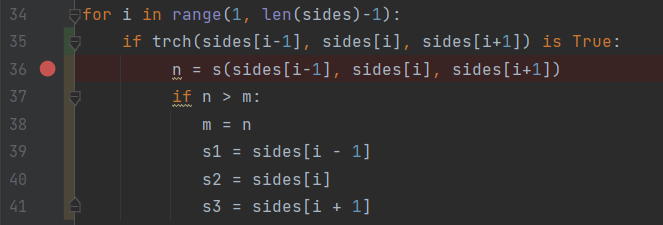 34 for i in range(1, len(sides)-1):
35     if trch(sides[i-1], sides[i], sides[i+1]) is True:
36         n = s(sides[i-1], sides[i], sides[i+1])
37         if n > m:
38            m = n
39            s1 = sides[i - 1]
40            s2 = sides[i]
41            s3 = sides[i + 1]